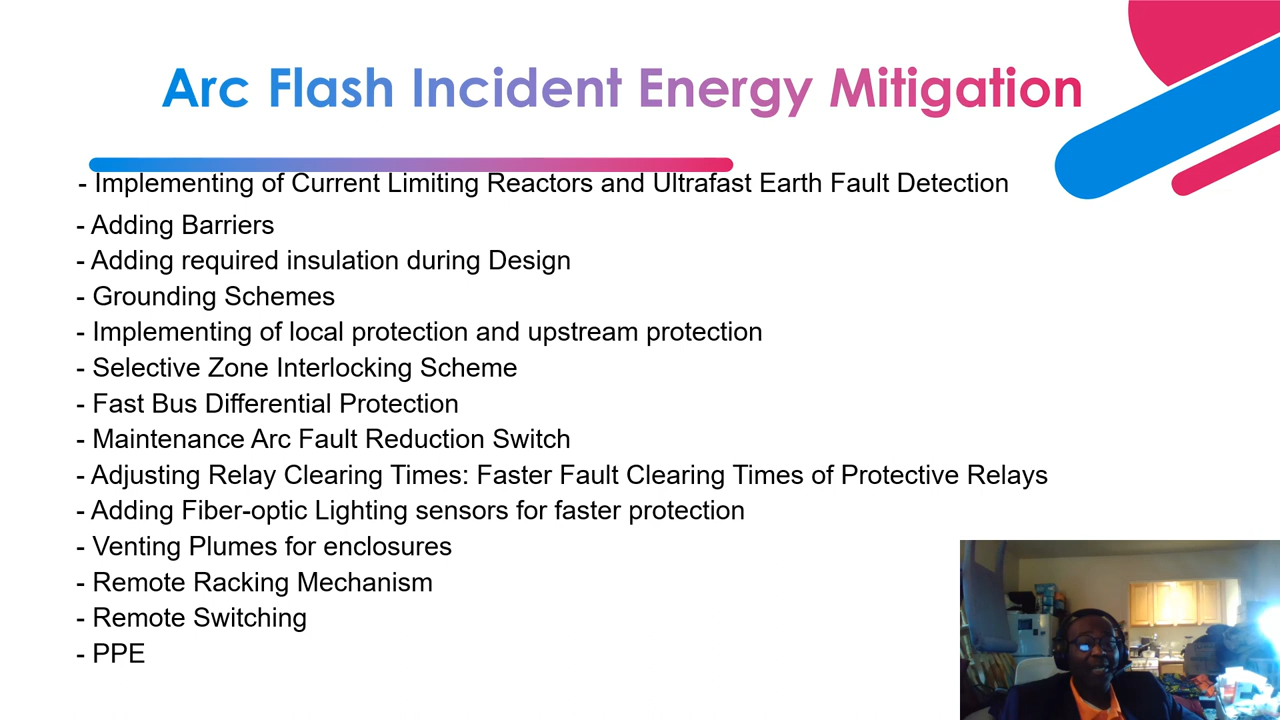 Arc Flash Incident Energy Mitigation
- Implementing of Current Limiting Reactors and Ultrafast Earth Fault Detection
- Adding Barriers
- Adding required insulation during Design
- Grounding Schemes
- Implementing of local protection and upstream protection
- Selective Zone Interlocking Scheme
- Fast Bus Differential Protection
- Maintenance Arc Fault Reduction Switch
- Adjusting Relay Clearing Times: Faster Fault Clearing Times of Protective Relays
- Adding Fiber-optic Lighting sensors for faster protection
- Venting Plumes for enclosures
- Remote Racking Mechanism
- Remote Switching
- PPE